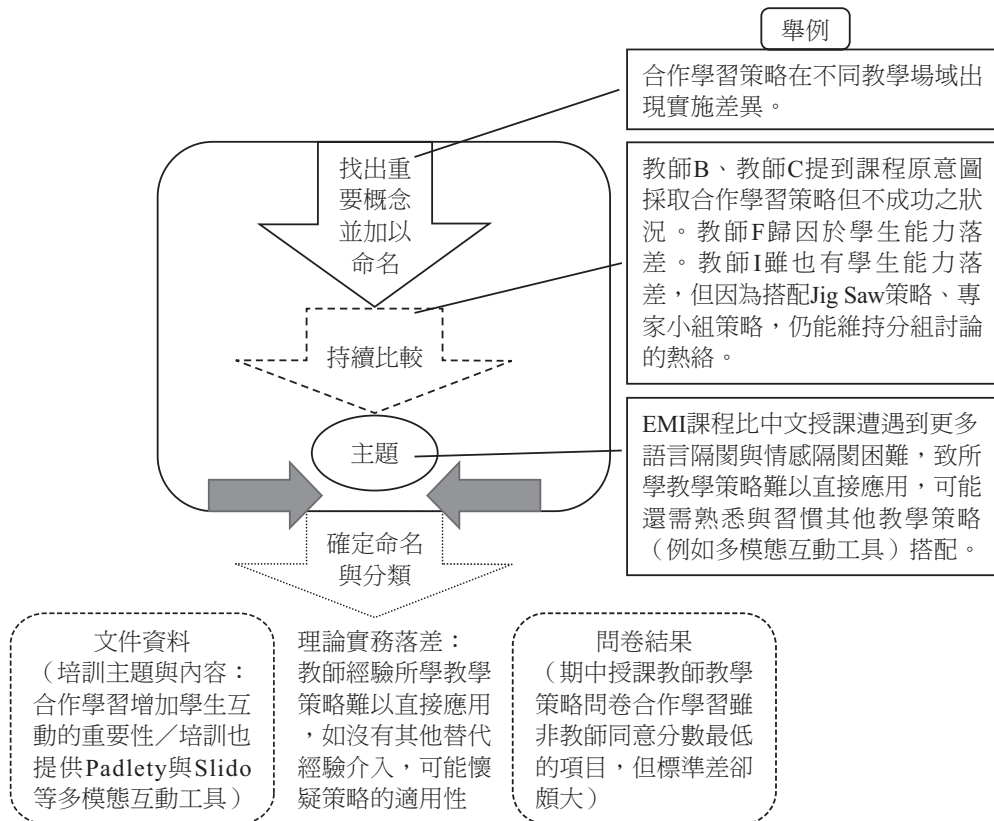 舉例
合作學習策略在不同教學場域出
現實施差異。
找出重
要概念
並加以
命名
教師B、教師C提到課程原意圖
採取合作學習策略但不成功之狀
況。教師F歸因於學生能力落
差。教師I雖也有學生能力落
差，但因為搭配Jig Saw策略、專
家小組策略，仍能維持分組討論
的熱絡。
持續比較
主題
EMI課程比中文授課遭遇到更多
語言隔閡與情感隔閡困難，致所
學教學策略難以直接應用，可能
還需熟悉與習慣其他教學策略
（例如多模態互動工具）搭配。
確定命名
與分類
文件資料
（培訓主題與內容：
合作學習增加學生互
動的重要性／培訓也
提供Padlety與Slido
等多模態互動工具）
理論實務落差：
教師經驗所學教學
策略難以直接應用
，如沒有其他替代
經驗介入，可能懷
疑策略的適用性
問卷結果
（期中授課教師教學
策略問卷合作學習雖
非教師同意分數最低
的項目，但標準差卻
頗大）